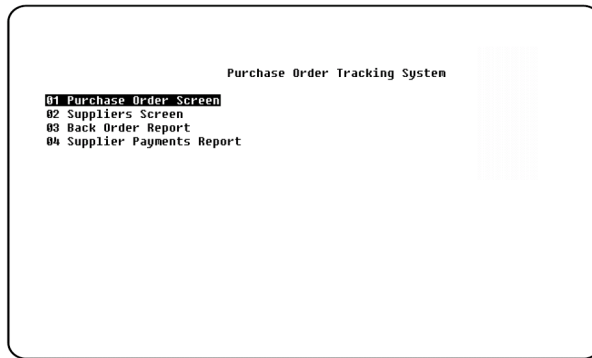 Purchase Order Tracking System
01 Purchase Order Screen
02 Suppliers Screen
03 Back Order Report
04 Supplier Payments Report